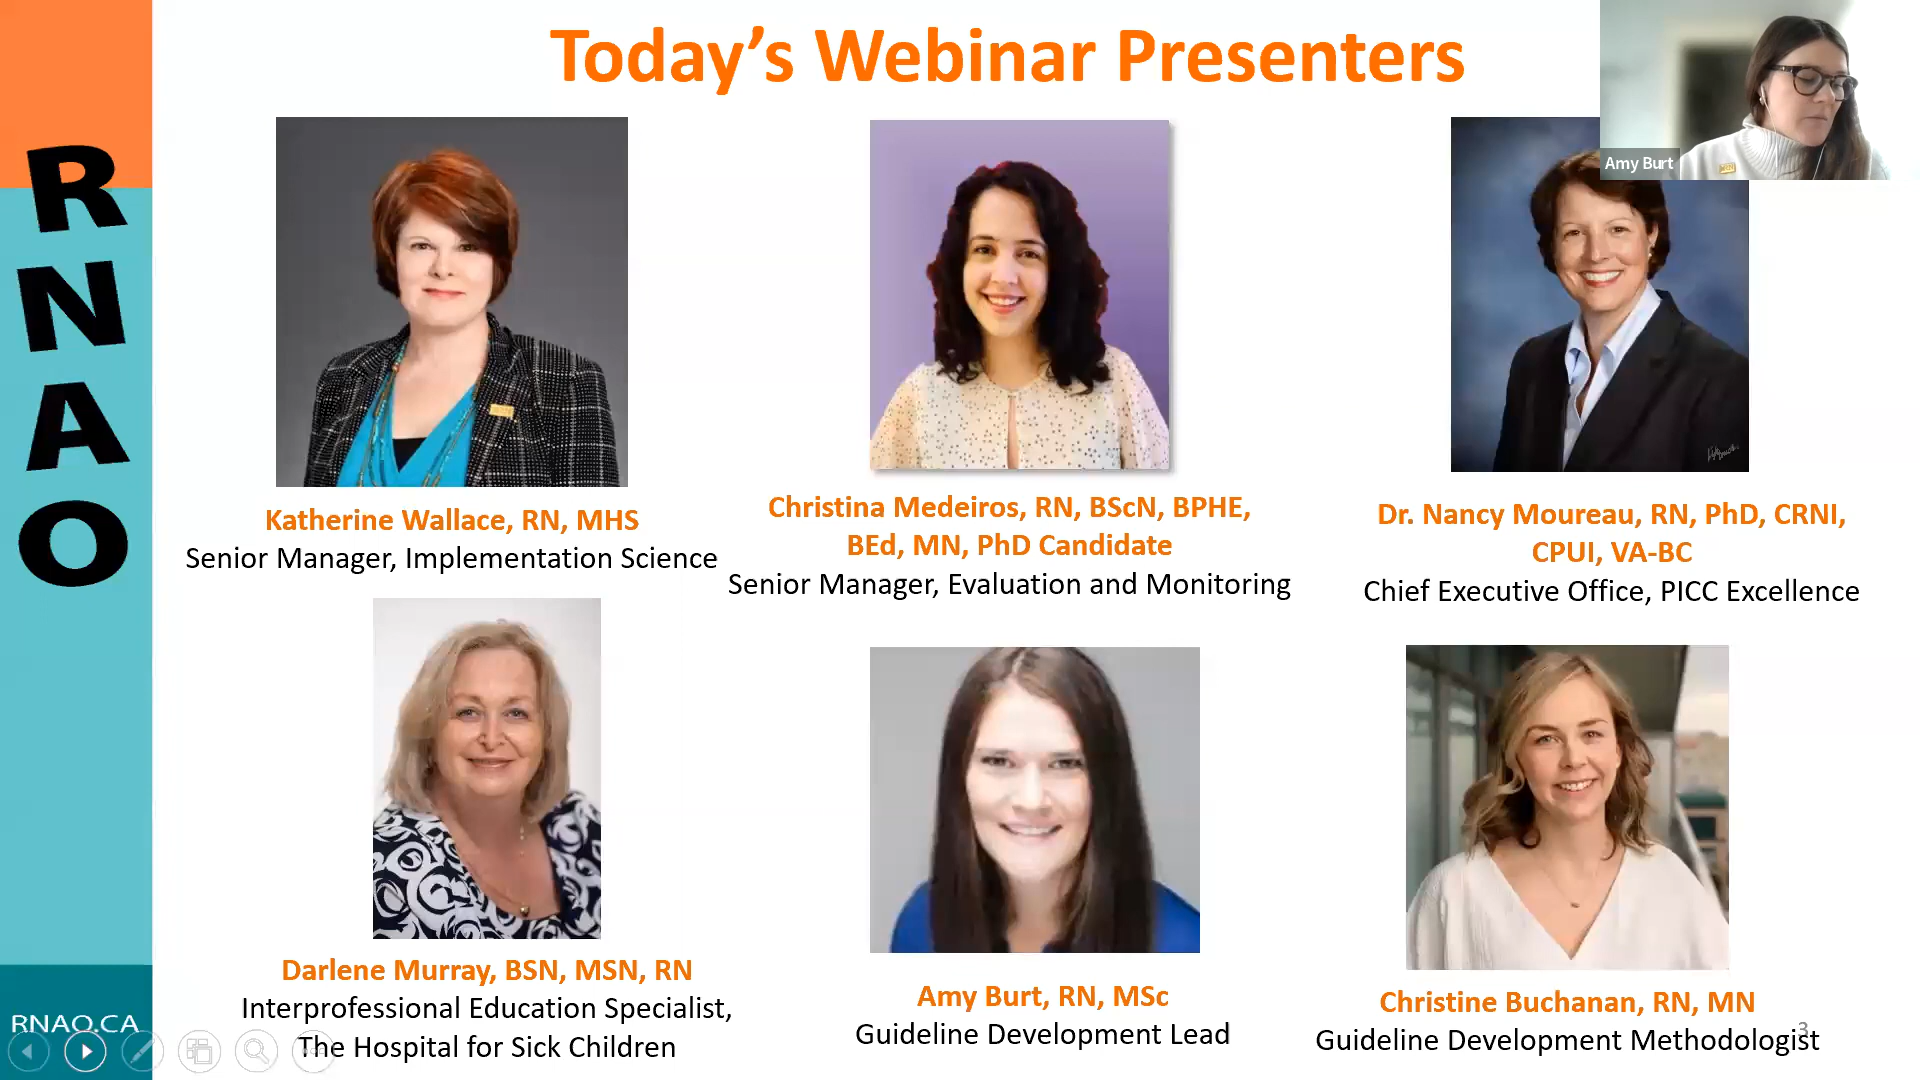 Today's Webinar Presenters
Amy Burt
RNAO
Katherine Wallace, RN, MHS
Senior Manager, Implementation Science
Christina Medeiros, RN, BScN, BPHE,
BEd, MN, PhD Candidate
Senior Manager, Evaluation and Monitoring
Dr. Nancy Moureau, RN, PhD, CRNI,
CPUI, VA-BC
Chief Executive Office, PICC Excellence
Darlene Murray, BSN, MSN, RN
Interprofessional Education Specialist,
The Hospital for Sick Children
Amy Burt, RN, MSc
Guideline Development Lead
Christine Buchanan, RN, MN
Guideline Development Methodologist
3
RNAO.CA